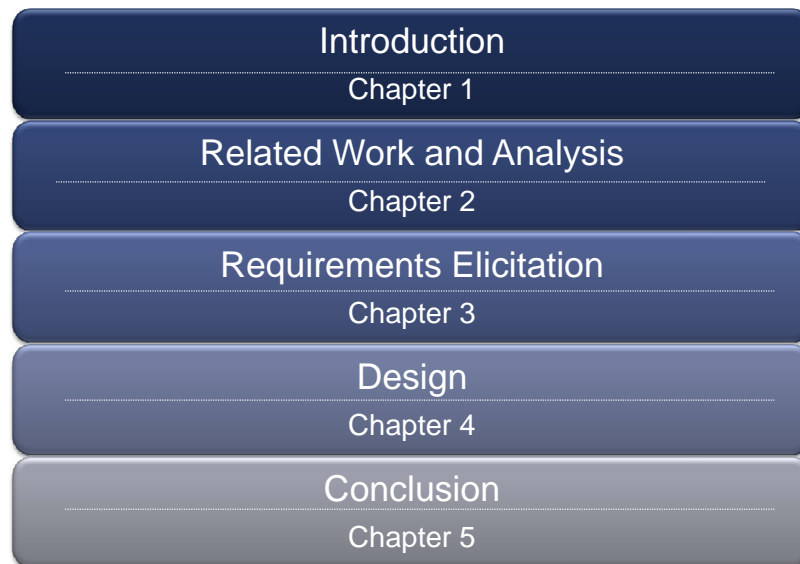 Introduction
Chapter 1
Related Work and Analysis
Chapter 2
Requirements Elicitation
Chapter 3
Design
Chapter 4
Conclusion
Chapter 5